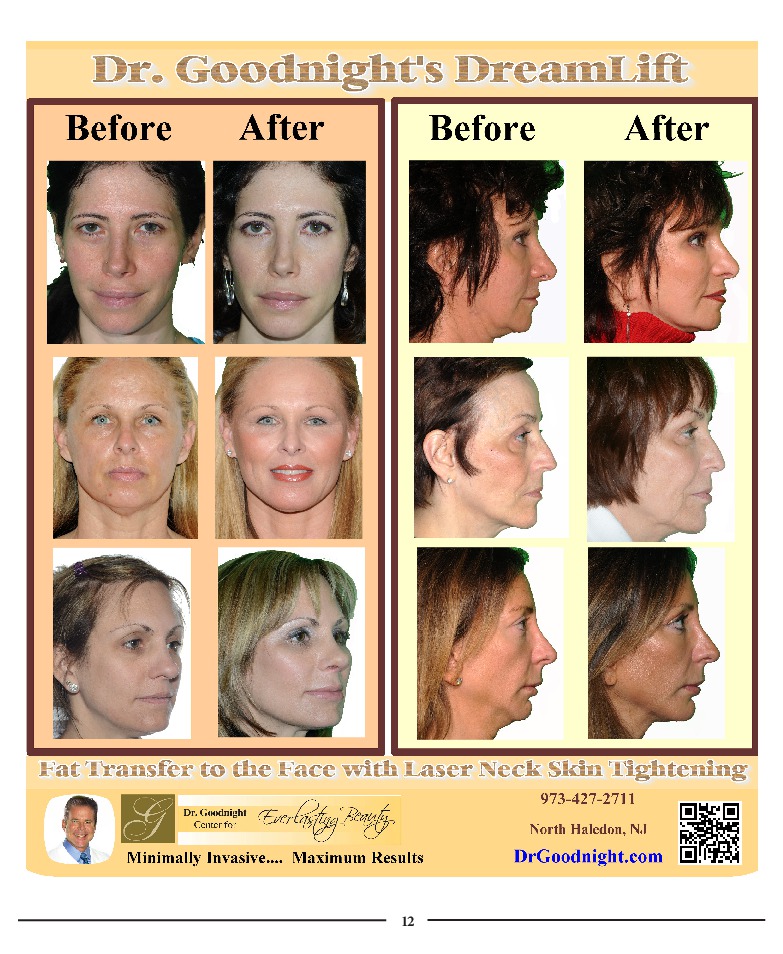 Dr. Goodnight's DreamLift
Before After
Before After
Fat Transfer to the Face with Laser Neck Skin Tightening
G
Dr. Goodnight
Center for
Everlasting Beauty
Minimally Invasive.... Maximum Results
973-427-2711
North Haledon, NJ
DrGoodnight.com
12